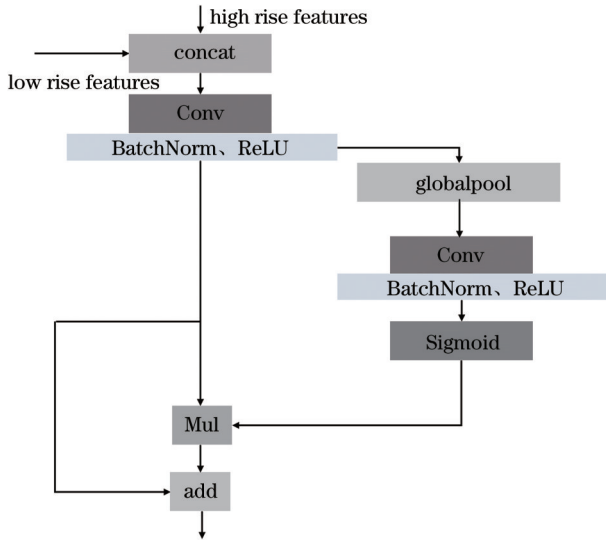 high rise features
concat
low rise features
Conv
BatchNorm、ReLU
globalpool
Conv
BatchNorm、ReLU
Sigmoid
Mul
add